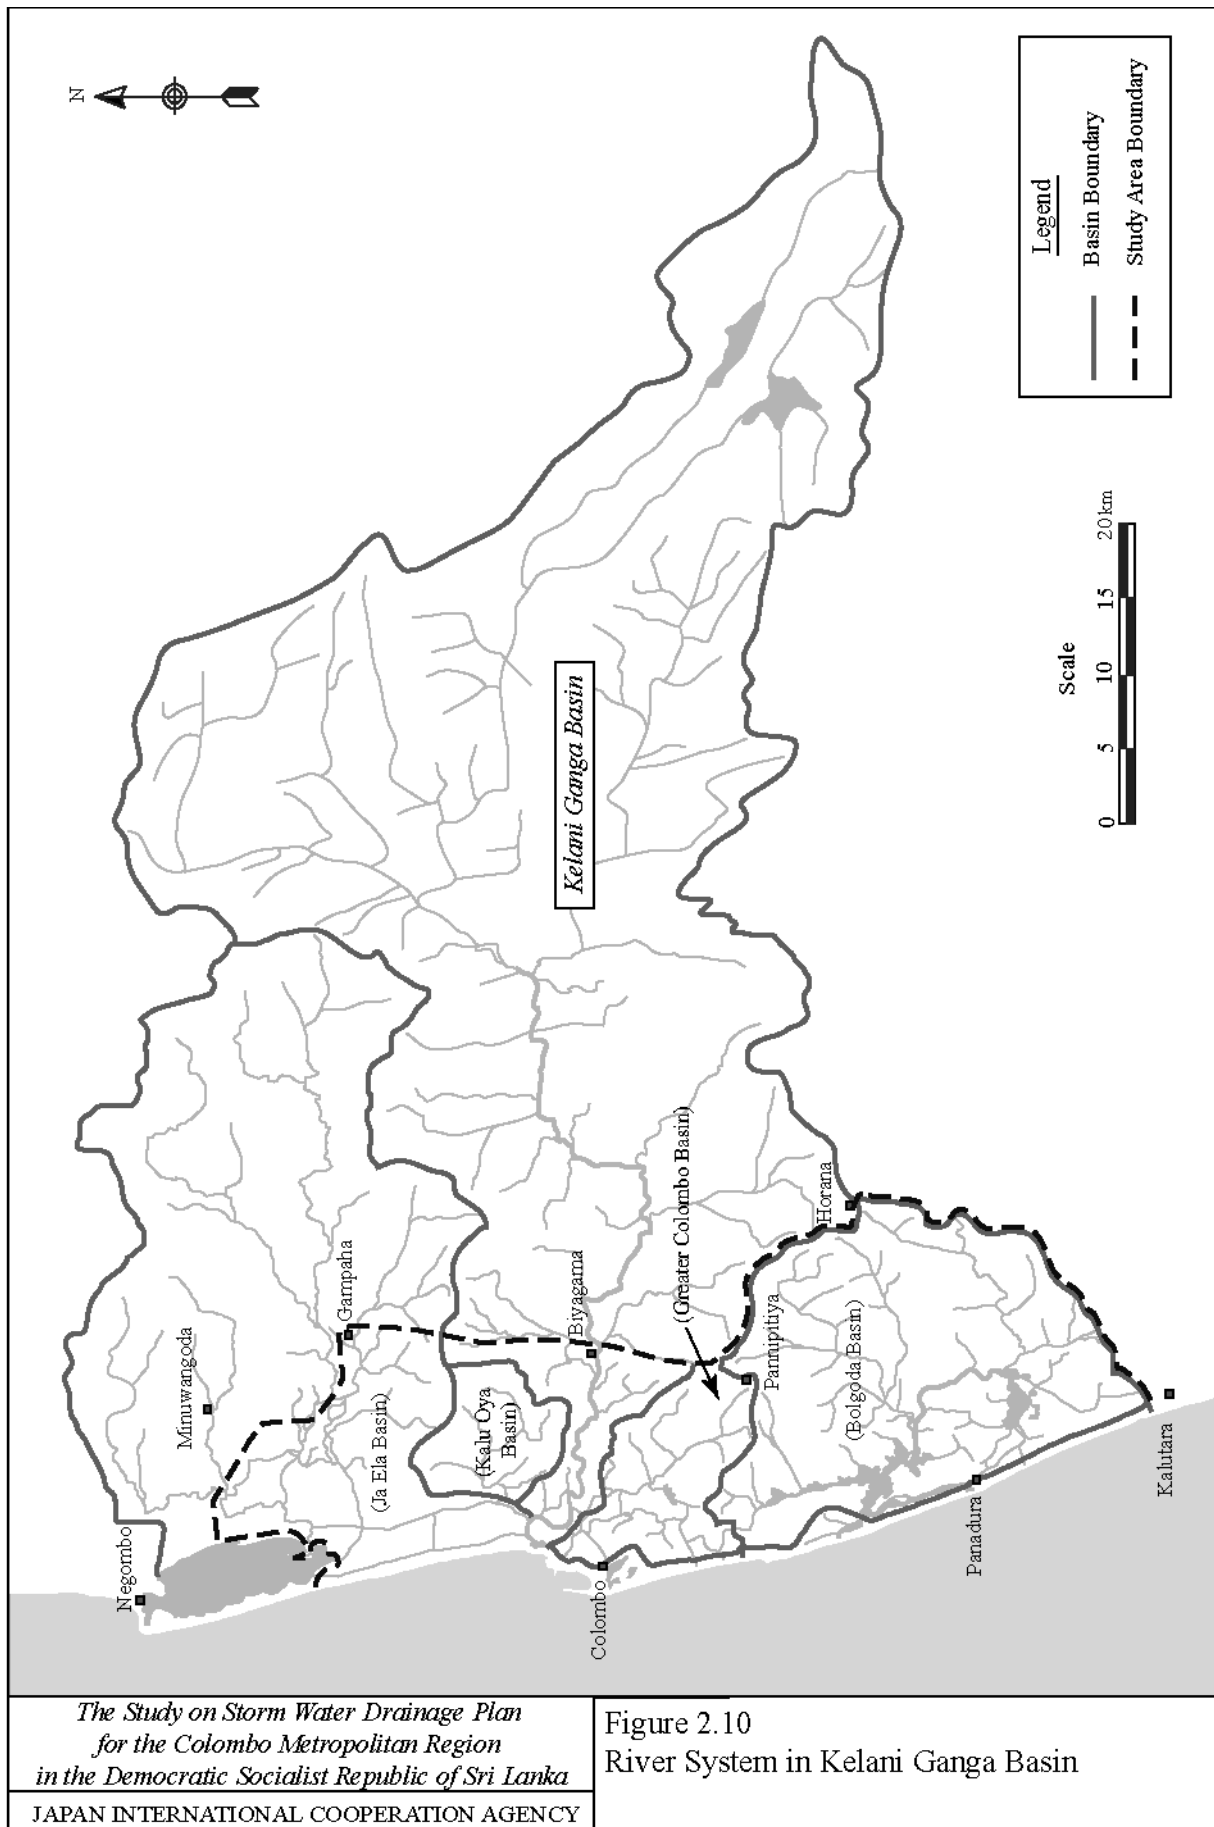 N
Legend
Basin Boundary
Study Area Boundary
Scale
0 5 10 15 20 km
Kelani Ganga Basin
Negombo
Minuwangoda
Gampaha
(Ja Ela Basin)
(Kalu Oya
Basin)
Biyagama
Colombo
(Greater Colombo Basin)
Pannipitiya
Horana
(Bolgoda Basin)
Panadura
Kalutara
The Study on Storm Water Drainage Plan
for the Colombo Metropolitan Region
in the Democratic Socialist Republic of Sri Lanka
JAPAN INTERNATIONAL COOPERATION AGENCY
Figure 2.10
River System in Kelani Ganga Basin